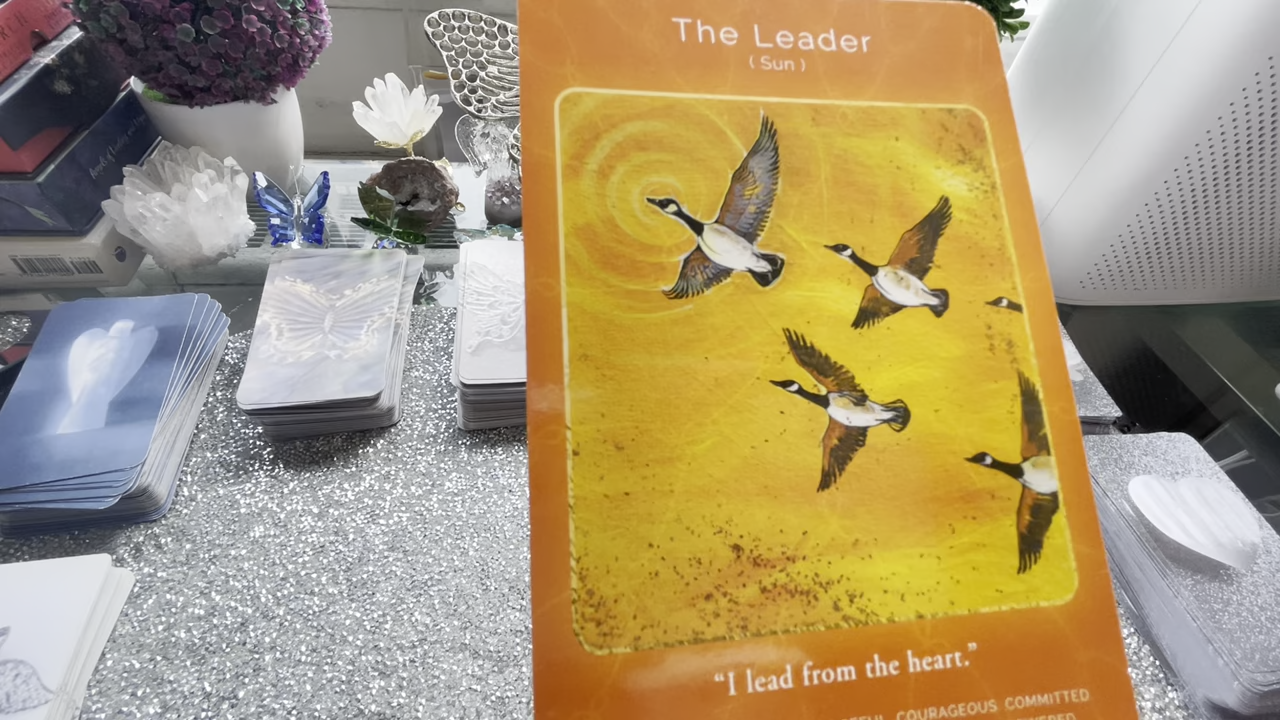 The Leader
(Sun)
“I lead from the heart.”
COURAGEOUS COMMITTED